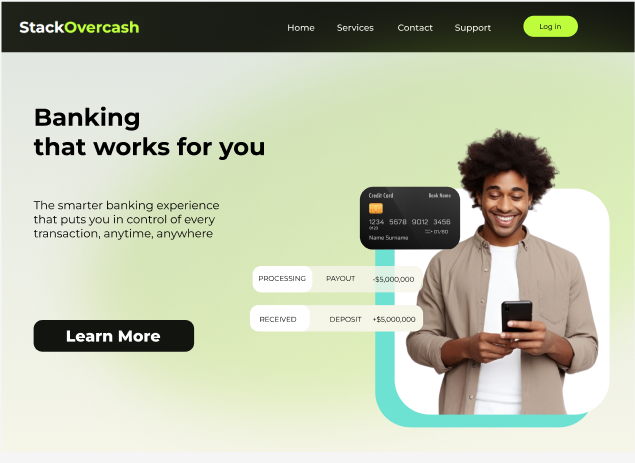 StackOvercash
Home Services Contact Support Log in
Banking
that works for you
The smarter banking experience
that puts you in control of every
transaction, anytime, anywhere
Credit Card Book Name
1234 5678 9012 3456
0123
01/80
Name Surname
PROCESSING PAYOUT -$5,000,000
RECEIVED DEPOSIT +$5,000,000
Learn More